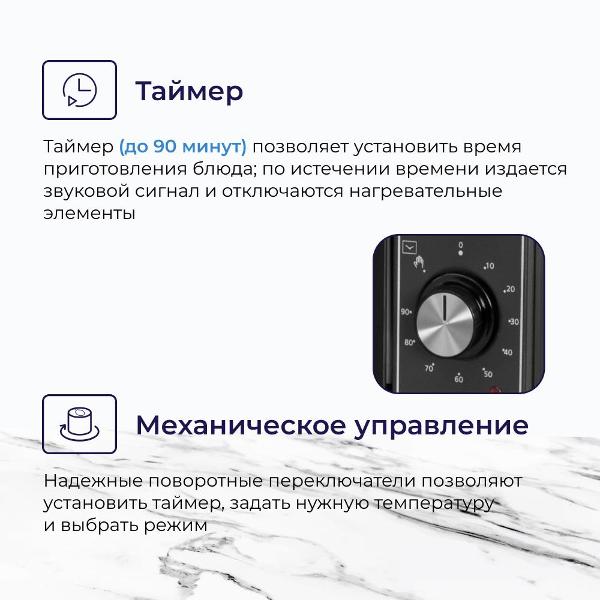 Таймер
Таймер (до 90 минут) позволяет установить время
приготовления блюда; по истечении времени издается
звуковой сигнал и отключаются нагревательные
элементы
0
10
20
30
40
50
60
70
80
90
Механическое управление
Надежные поворотные переключатели позволяют
установить таймер, задать нужную температуру
и выбрать режим